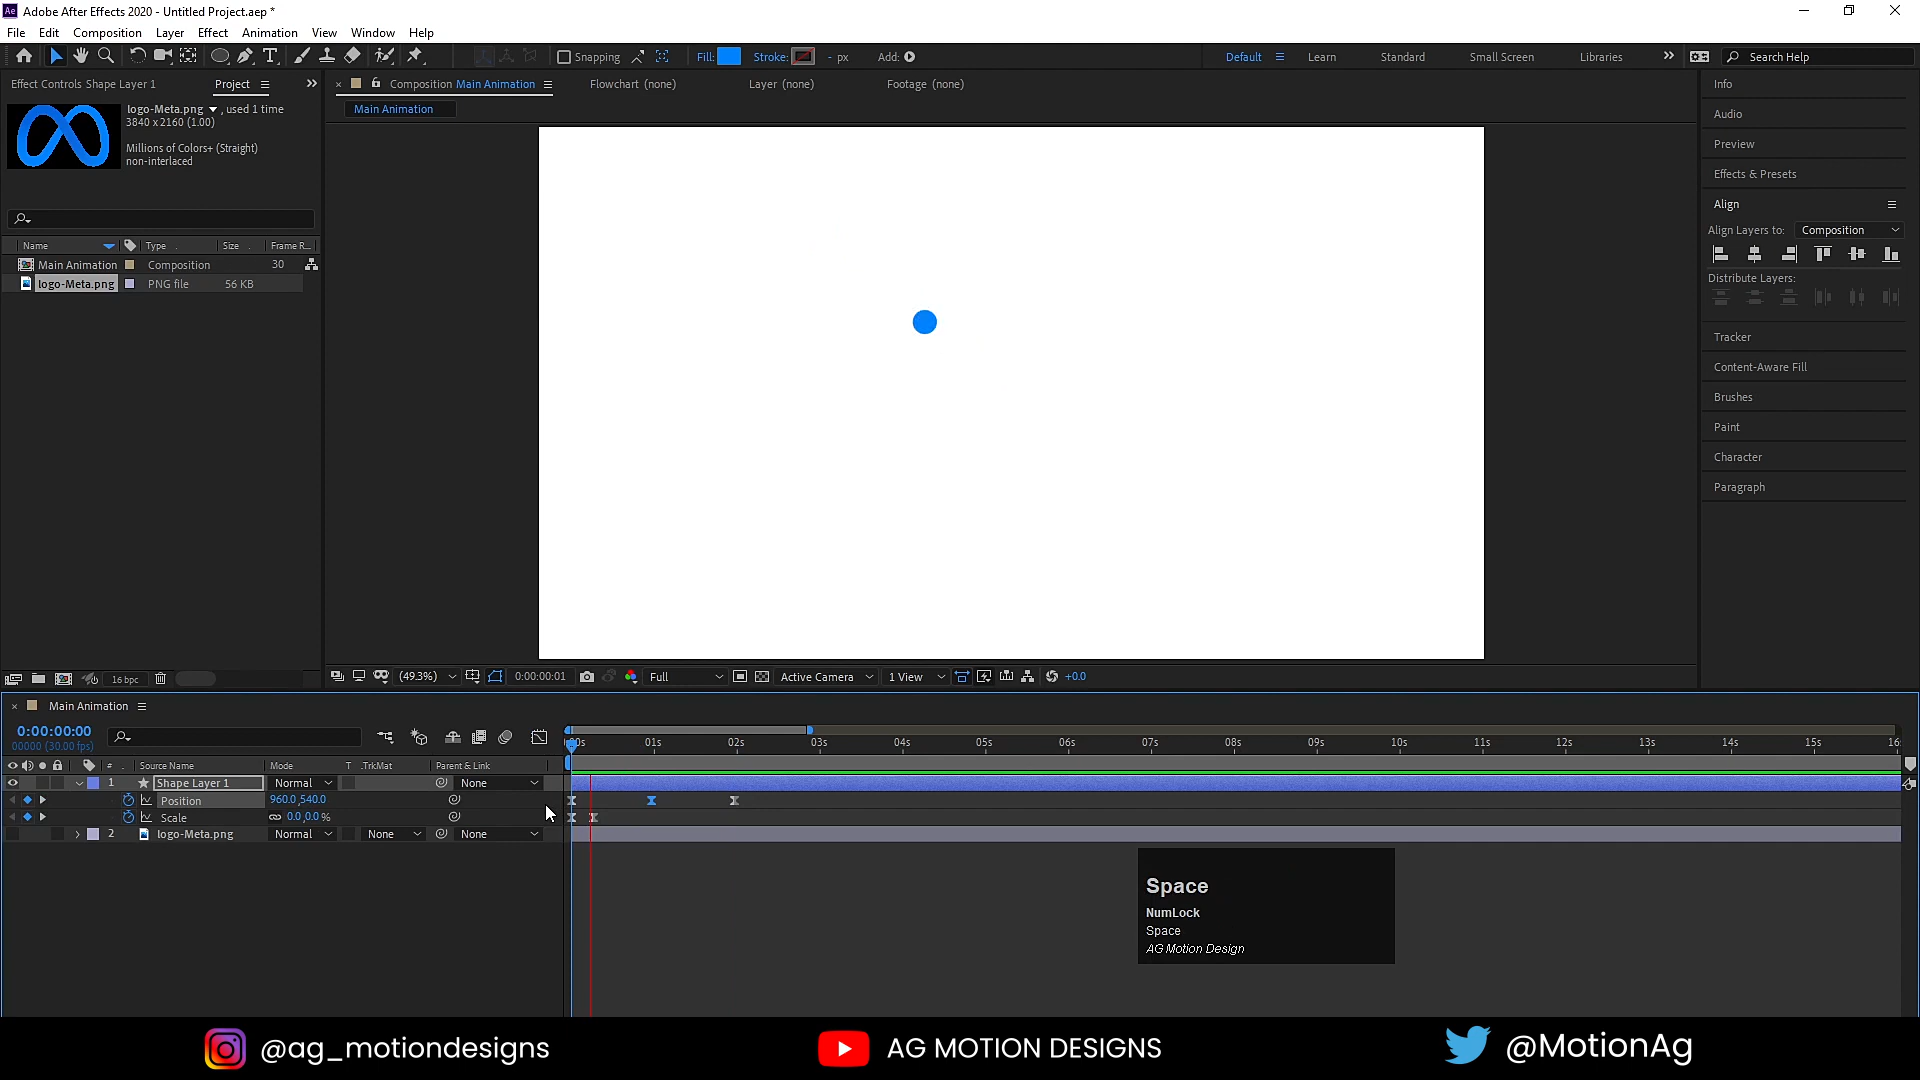 Ae Adobe After Effects 2020 - Untitled Project.aep *
File Edit Composition Layer Effect Animation View Window Help
Snapping Fill: Stroke: - px Add: Default Learn Standard Small Screen Libraries Search Help
Effect Controls Shape Layer 1 Project
Composition Main Animation Flowchart (none) Layer (none) Footage (none)
Main Animation
logo-Meta.png , used 1 time
3840 x 2160 (1.00)
Millions of Colors+ (Straight)
non-interlaced
Name Type Size Frame R...
Main Animation Composition 30
logo-Meta.png PNG file 56 KB
Info
Audio
Preview
Effects & Presets
Align
Align Layers to: Composition
Distribute Layers:
Tracker
Content-Aware Fill
Brushes
Paint
Character
Paragraph
16 bpc
(49.3%) 0:00:00:01 Full Active Camera 1 View +0.0
Main Animation
0:00:00:00
00000 (30.00 fps)
:00s 01s 02s 03s 04s 05s 06s 07s 08s 09s 10s 11s 12s 13s 14s 15s 16
# Source Name Mode T .TrkMat Parent & Link
1 Shape Layer 1 Normal None
Position 960.0,540.0
Scale 0.0,0.0%
2 logo-Meta.png Normal None None
Space
NumLock
Space
AG Motion Design
@ag_motiondesigns AG MOTION DESIGNS @MotionAg